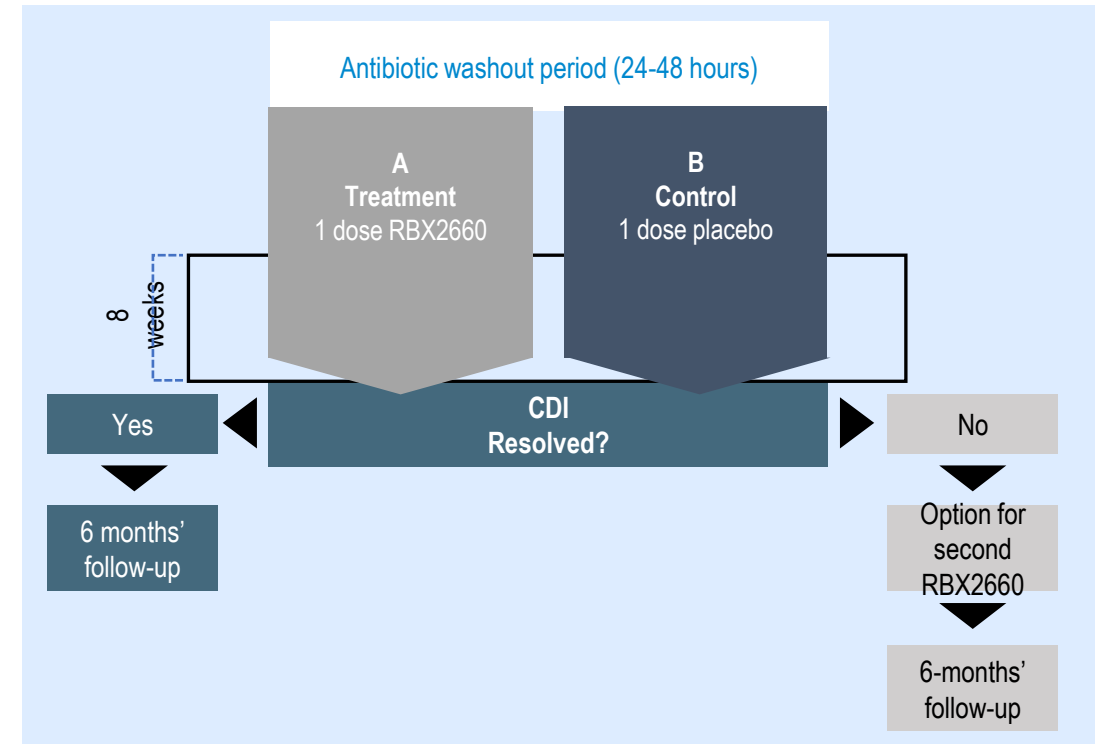 Antibiotic washout period (24-48 hours)
A
Treatment
1 dose RBX2660
B
Control
1 dose placebo
8
weeks
CDI
Resolved?
Yes
No
6 months’
follow-up
Option for
second
RBX2660
6-months’
follow-up